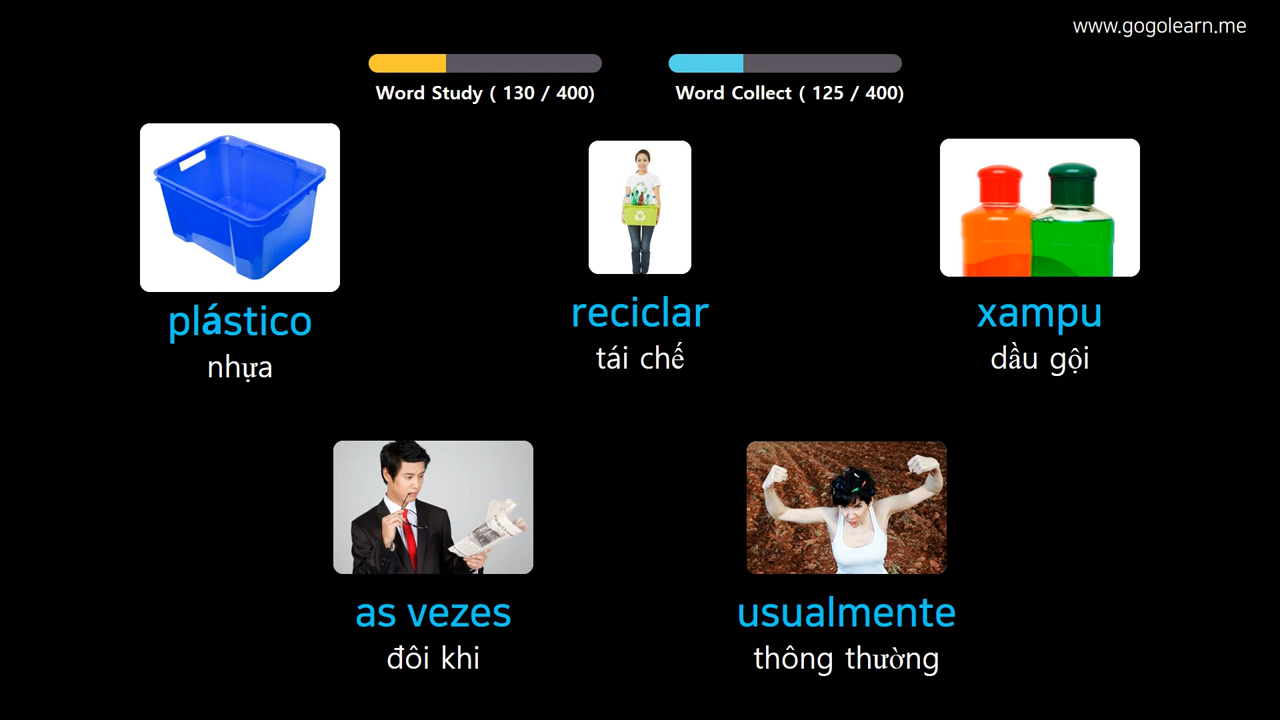 www.gogolearn.me
Word Study ( 130 / 400)
Word Collect ( 125 / 400)
plástico
nhựa
reciclar
tái chế
xampu
dầu gội
as vezes
đôi khi
usualmente
thông thường